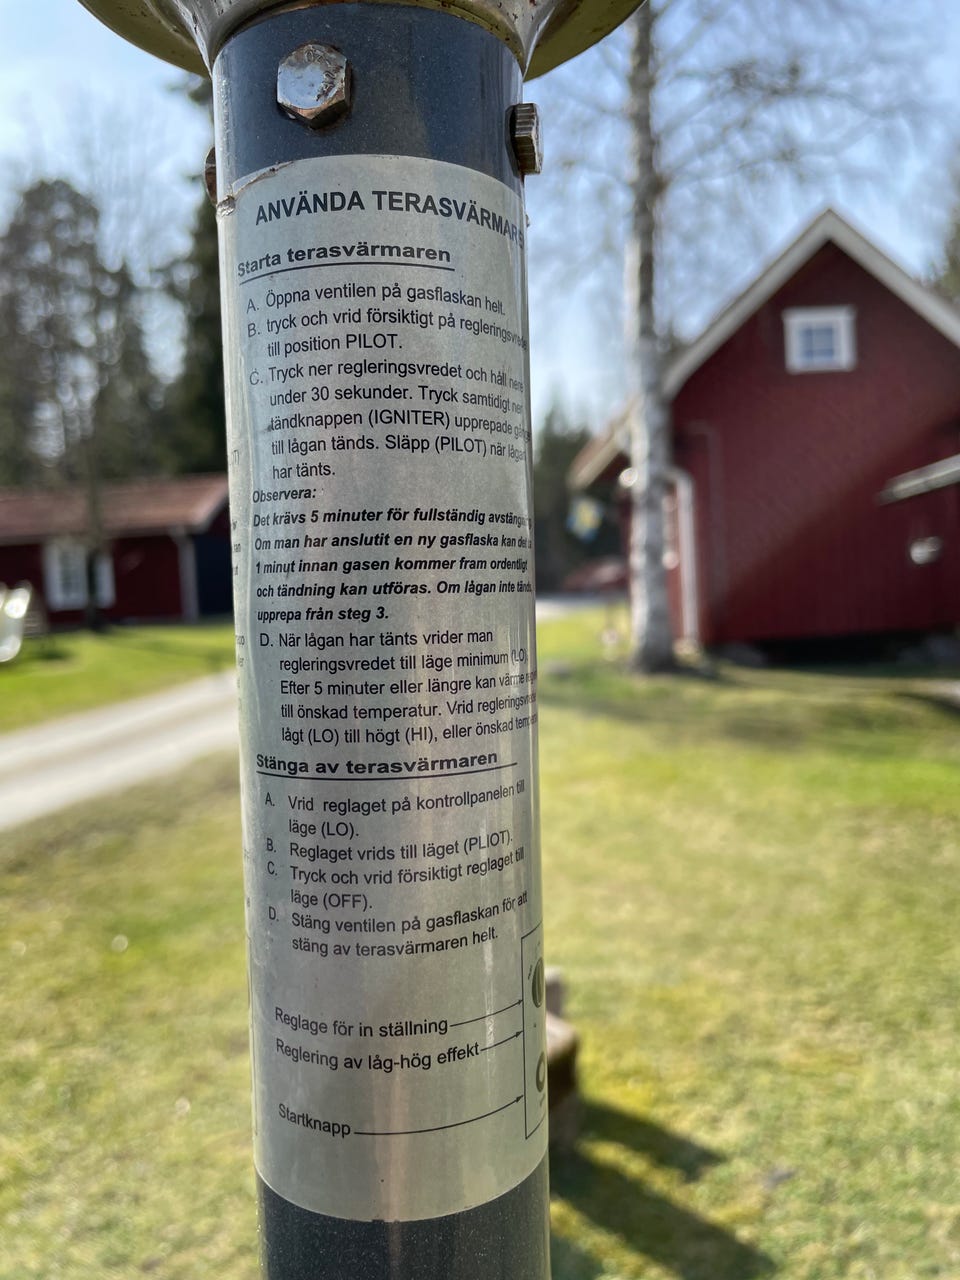 ANVÄNDA TERASVÄRMAR
Starta terasvärmaren
A. Öppna ventilen på gasflaskan helt.
B. tryck och vrid försiktigt på regleringsvredet
till position PILOT.
C. Tryck ner regleringsvredet och håll nere
under 30 sekunder. Tryck samtidigt ner
tändknappen (IGNITER) upprepade
till lågan tänds. Släpp (PILOT) när lågan
har tänts.
Observera:
Det krävs 5 minuter för fullständig avstängning
Om man har anslutit en ny gasflaska kan det
1 minut innan gasen kommer fram ordentligt
och tändning kan utföras. Om lågan inte tänds,
upprepa från steg 3.
D. När lågan har tänts vrider man
regleringsvredet till läge minimum (LO).
Efter 5 minuter eller längre kan värme
till önskad temperatur. Vrid regleringsvredet
lågt (LO) till högt (HI), eller önskad
Stänga av terasvärmaren
A. Vrid reglaget på kontrollpanelen till
läge (LO).
B. Reglaget vrids till läget (PLIOT).
C. Tryck och vrid försiktigt reglaget till
läge (OFF).
D. Stäng ventilen på gasflaskan för att
stäng av terasvärmaren helt.
Reglage för in ställning
Reglering av låg-hög effekt
Startknapp